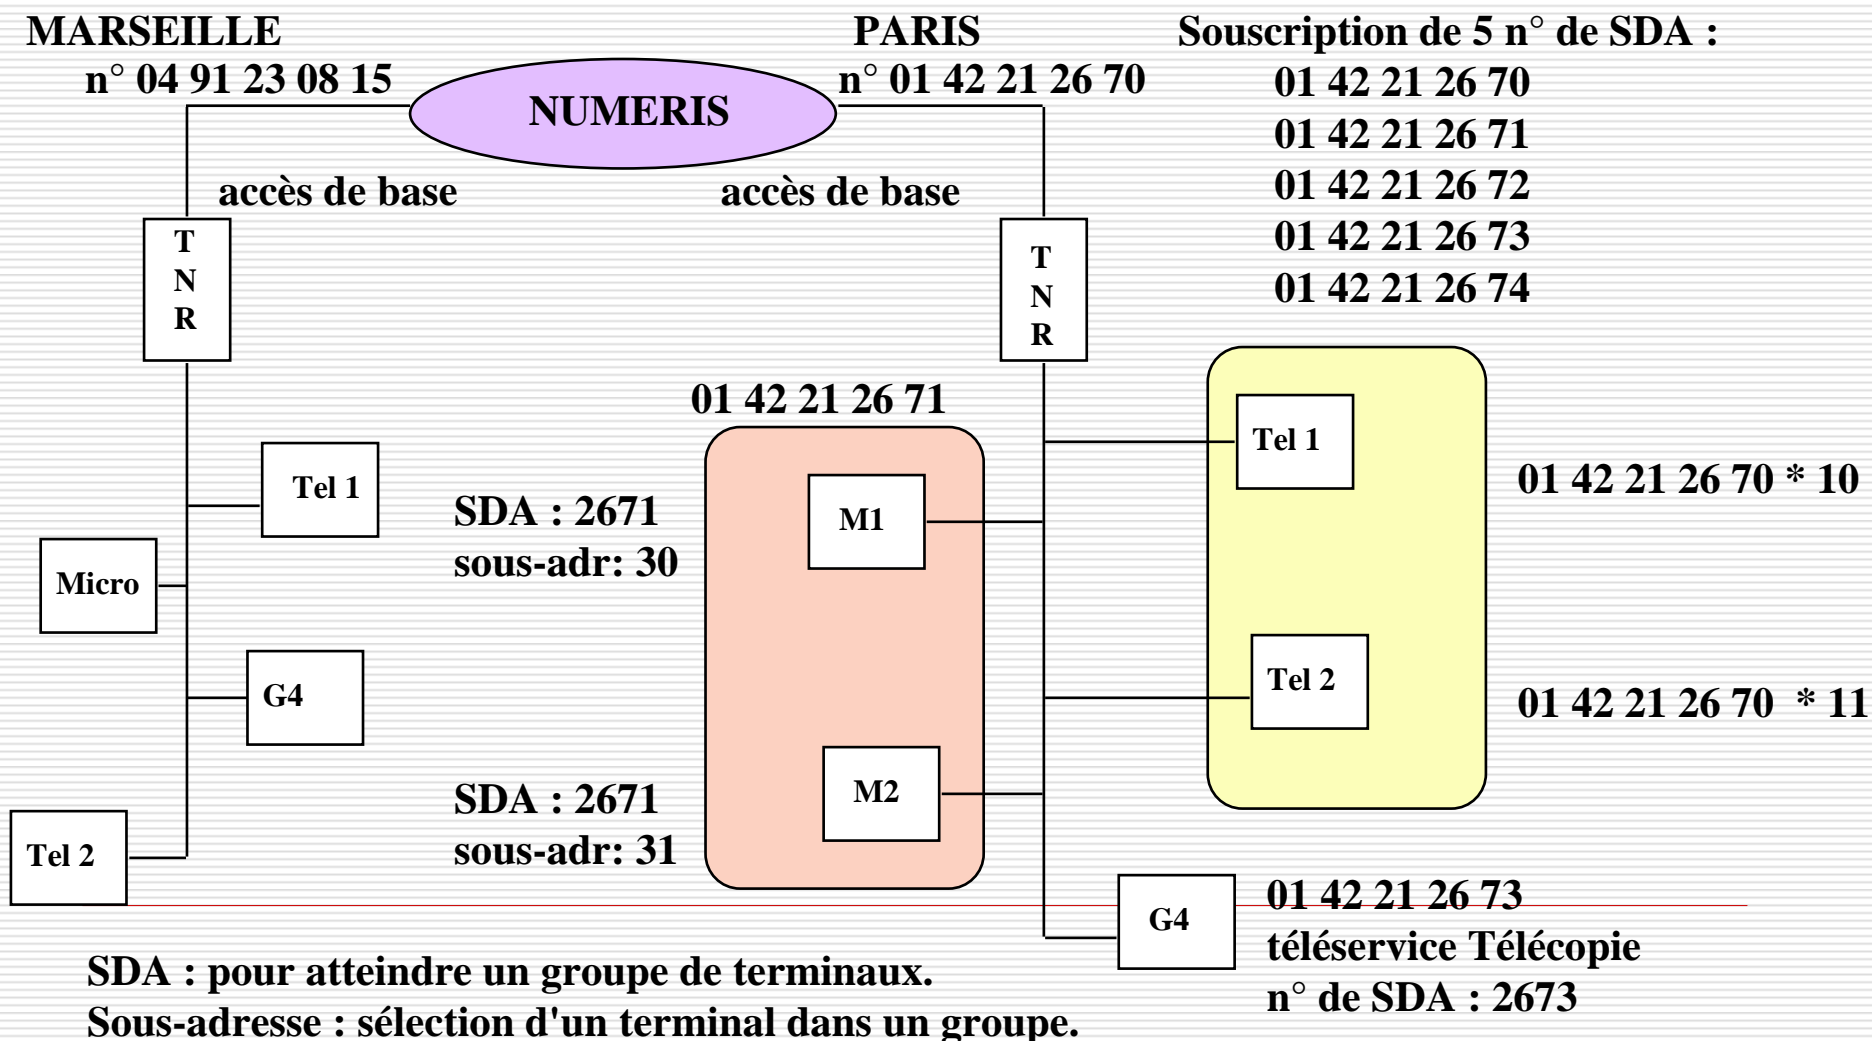 MARSEILLE
n° 04 91 23 08 15
NUMERIS
PARIS
n° 01 42 21 26 70
Souscription de 5 n° de SDA :
01 42 21 26 70
01 42 21 26 71
01 42 21 26 72
01 42 21 26 73
01 42 21 26 74
accès de base
accès de base
T
N
R
T
N
R
Tel 1
Micro
G4
Tel 2
01 42 21 26 71
SDA : 2671
sous-adr: 30
M1
SDA : 2671
sous-adr: 31
M2
Tel 1
01 42 21 26 70 * 10
Tel 2
01 42 21 26 70 * 11
G4
01 42 21 26 73
téléservice Télécopie
n° de SDA : 2673
SDA : pour atteindre un groupe de terminaux.
Sous-adresse : sélection d'un terminal dans un groupe.